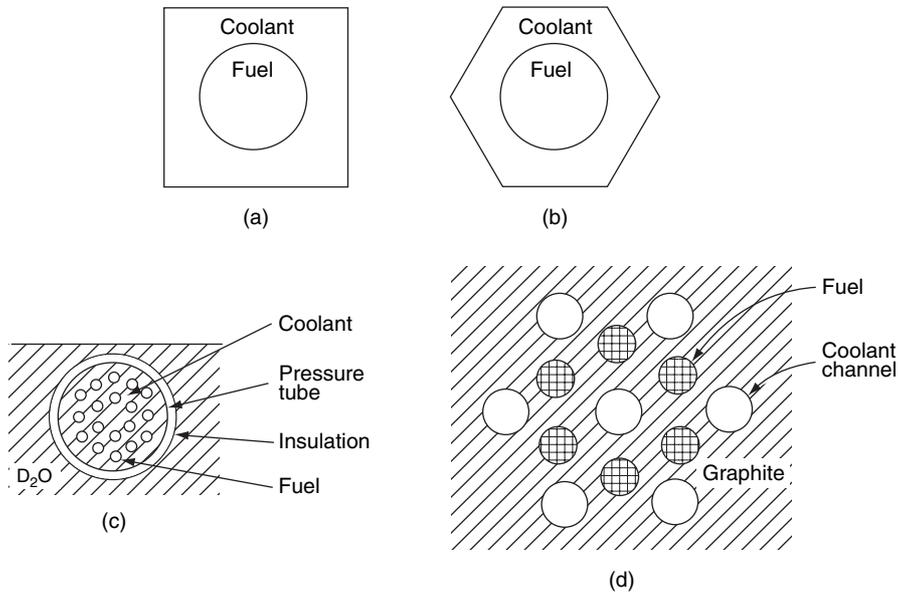 Coolant
Fuel
(a)
Coolant
Fuel
(b)
Coolant
Pressure
tube
Insulation
Fuel
D₂O
(c)
Fuel
Coolant
channel
Graphite
(d)